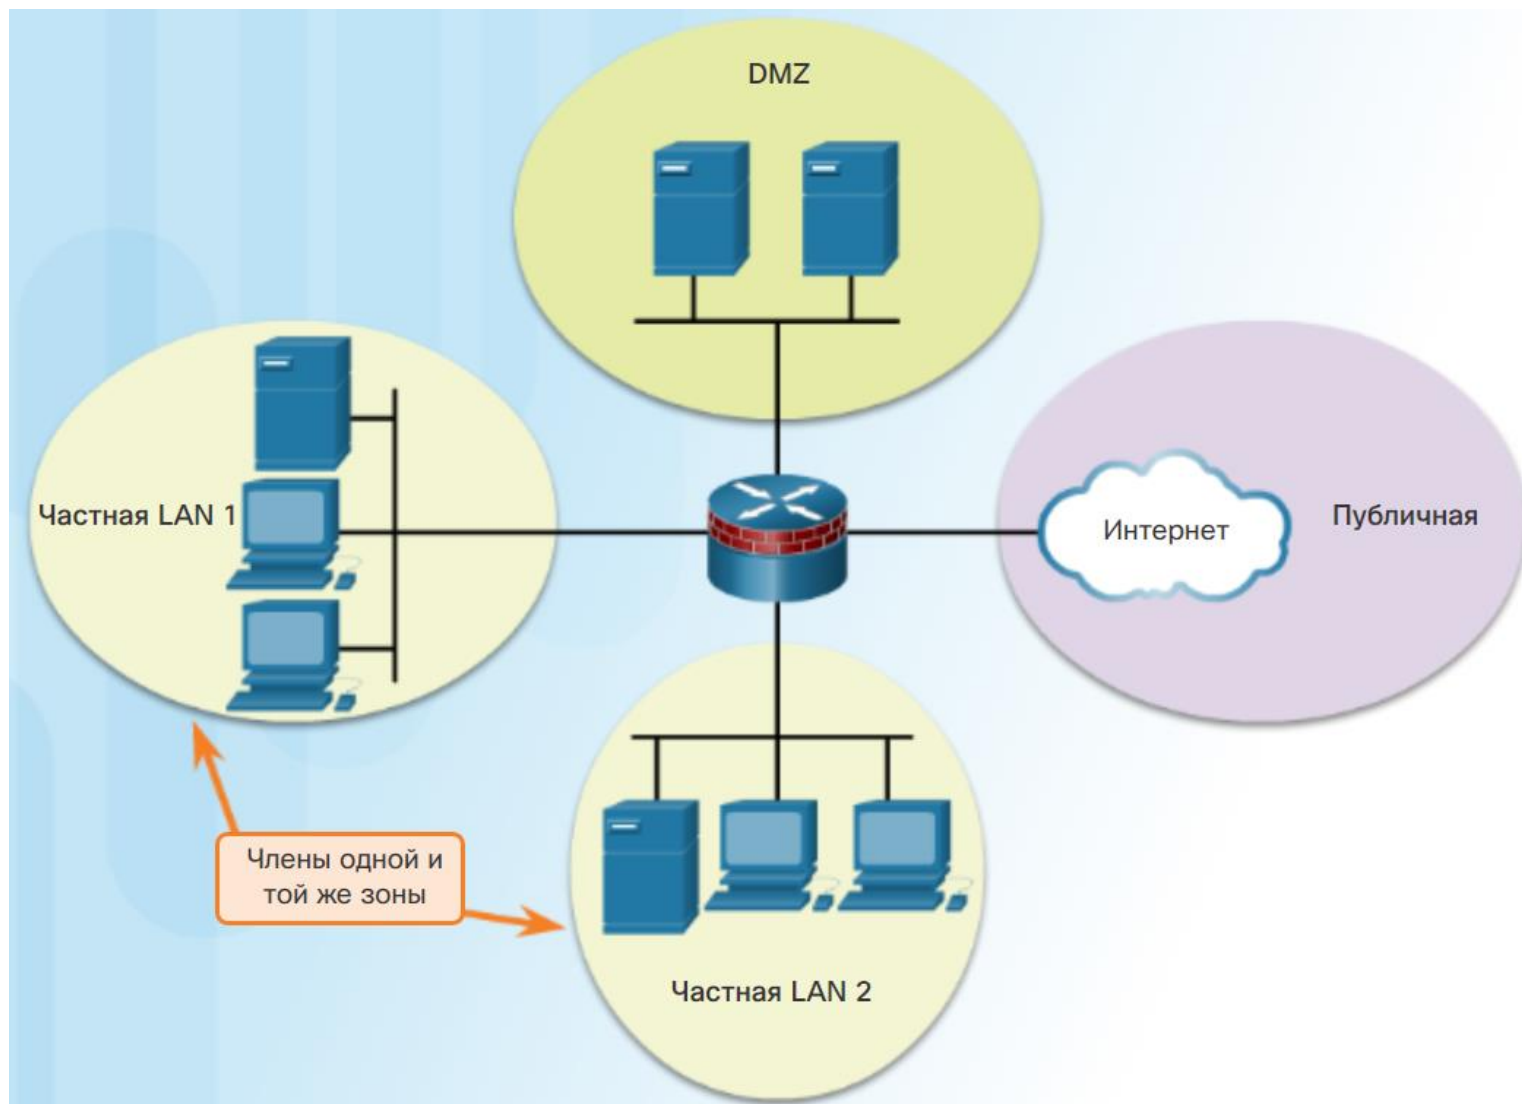 DMZ
Частная LAN 1
Интернет
Публичная
Члены одной и
той же зоны
Частная LAN 2